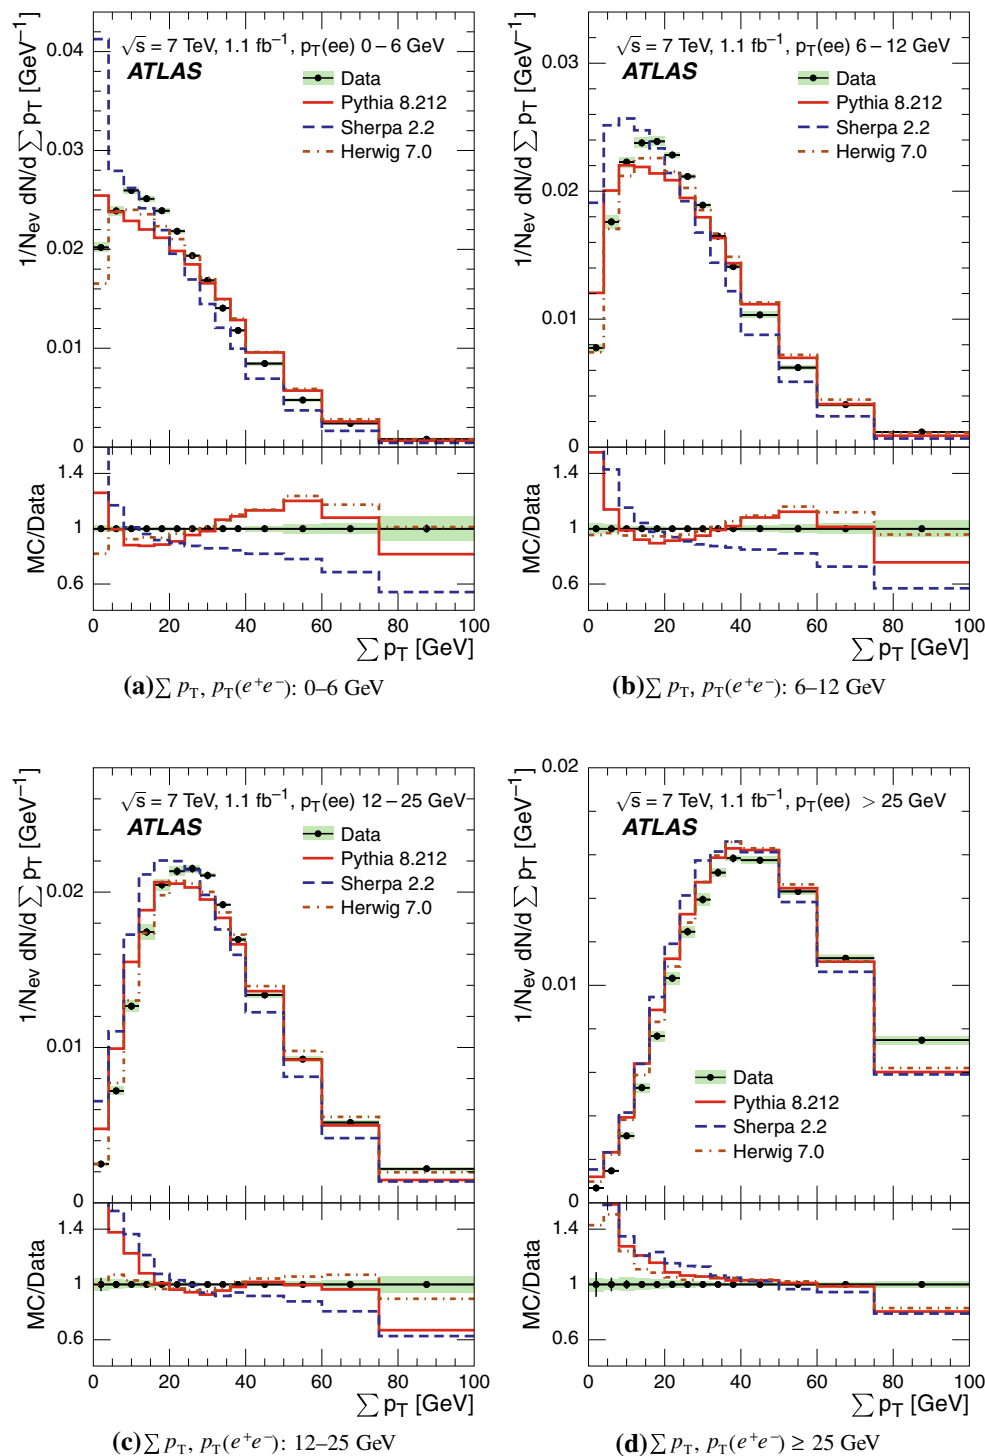 √s = 7 TeV, 1.1 fb⁻¹, pT(ee) 0 – 6 GeV
ATLAS
Data
Pythia 8.212
Sherpa 2.2
Herwig 7.0
1/Nev dN/d∑ pT [GeV⁻¹]
0.04
0.03
0.02
0.01
0
MC/Data
1.4
1
0.6
0 20 40 60 80 100
∑ pT [GeV]
(a)∑ pT, pT(e⁺e⁻): 0–6 GeV
√s = 7 TeV, 1.1 fb⁻¹, pT(ee) 6 – 12 GeV
ATLAS
Data
Pythia 8.212
Sherpa 2.2
Herwig 7.0
1/Nev dN/d∑ pT [GeV⁻¹]
0.03
0.02
0.01
0
MC/Data
1.4
1
0.6
0 20 40 60 80 100
∑ pT [GeV]
(b)∑ pT, pT(e⁺e⁻): 6–12 GeV
√s = 7 TeV, 1.1 fb⁻¹, pT(ee) 12 – 25 GeV
ATLAS
Data
Pythia 8.212
Sherpa 2.2
Herwig 7.0
1/Nev dN/d∑ pT [GeV⁻¹]
0.02
0.01
0
MC/Data
1.4
1
0.6
0 20 40 60 80 100
∑ pT [GeV]
(c)∑ pT, pT(e⁺e⁻): 12–25 GeV
√s = 7 TeV, 1.1 fb⁻¹, pT(ee) > 25 GeV
ATLAS
Data
Pythia 8.212
Sherpa 2.2
Herwig 7.0
1/Nev dN/d∑ pT [GeV⁻¹]
0.02
0.01
0
MC/Data
1.4
1
0.6
0 20 40 60 80 100
∑ pT [GeV]
(d)∑ pT, pT(e⁺e⁻) ≥ 25 GeV